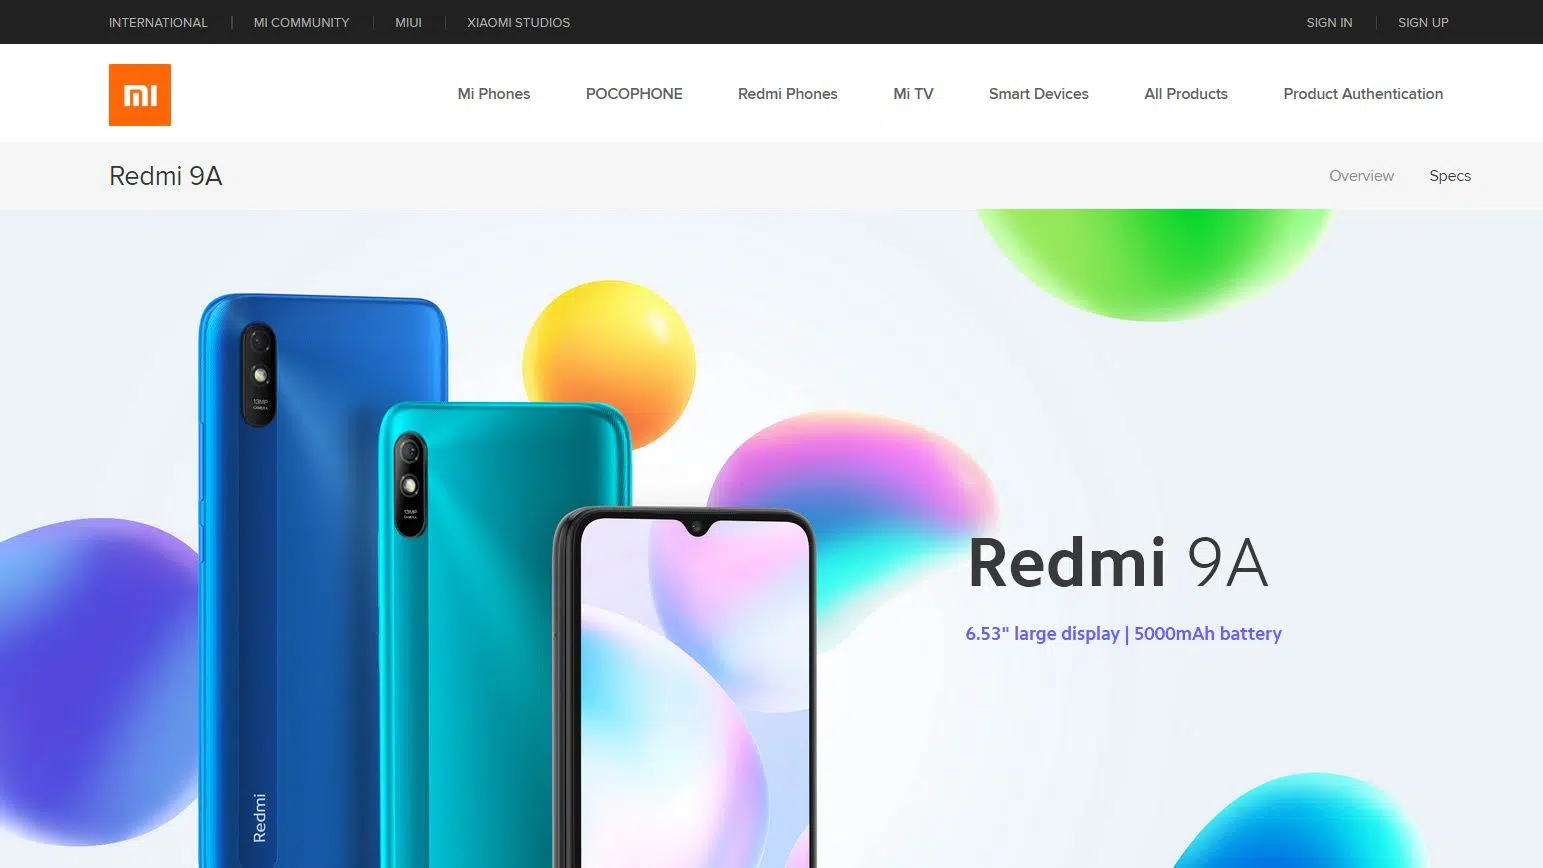 INTERNATIONAL | MI COMMUNITY | MIUI | XIAOMI STUDIOS SIGN IN | SIGN UP
MI Mi Phones POCOPHONE Redmi Phones Mi TV Smart Devices All Products Product Authentication
Redmi 9A Overview Specs
13MP
CAMERA
13MP
CAMERA
Redmi 9A
6.53" large display | 5000mAh battery
Redmi